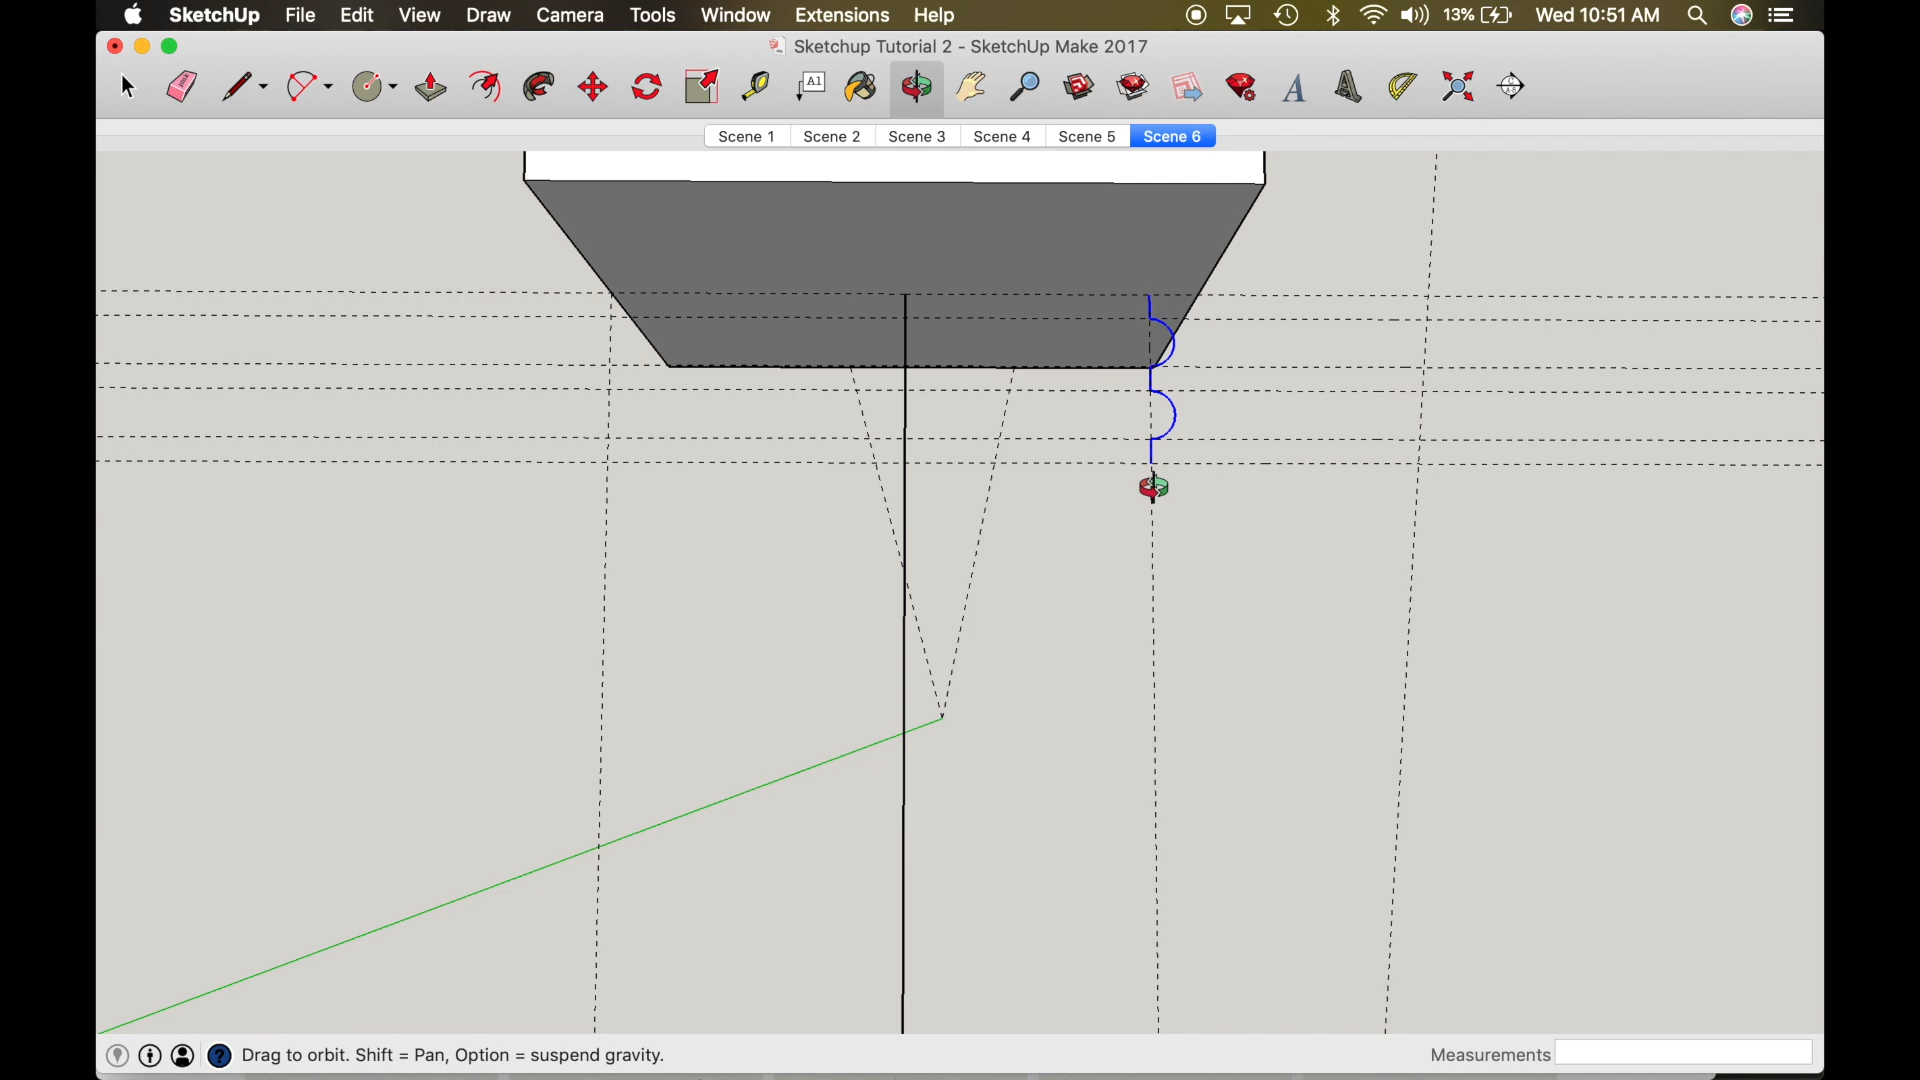 SketchUp File Edit View Draw Camera Tools Window Extensions Help 13% Wed 10:51 AM
Sketchup Tutorial 2 - SketchUp Make 2017
A1 A
Scene 1 Scene 2 Scene 3 Scene 4 Scene 5 Scene 6
? Drag to orbit. Shift = Pan, Option = suspend gravity. Measurements